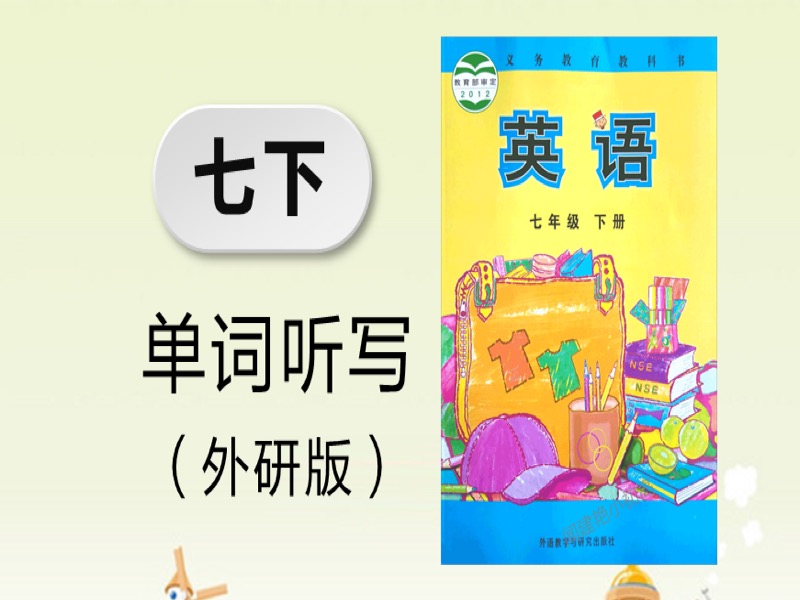 七下
单词听写
（外研版）
义务教育教科书
教育部审定
2012
英语
七年级 下册
NSE
NSE
外语教学与研究出版社